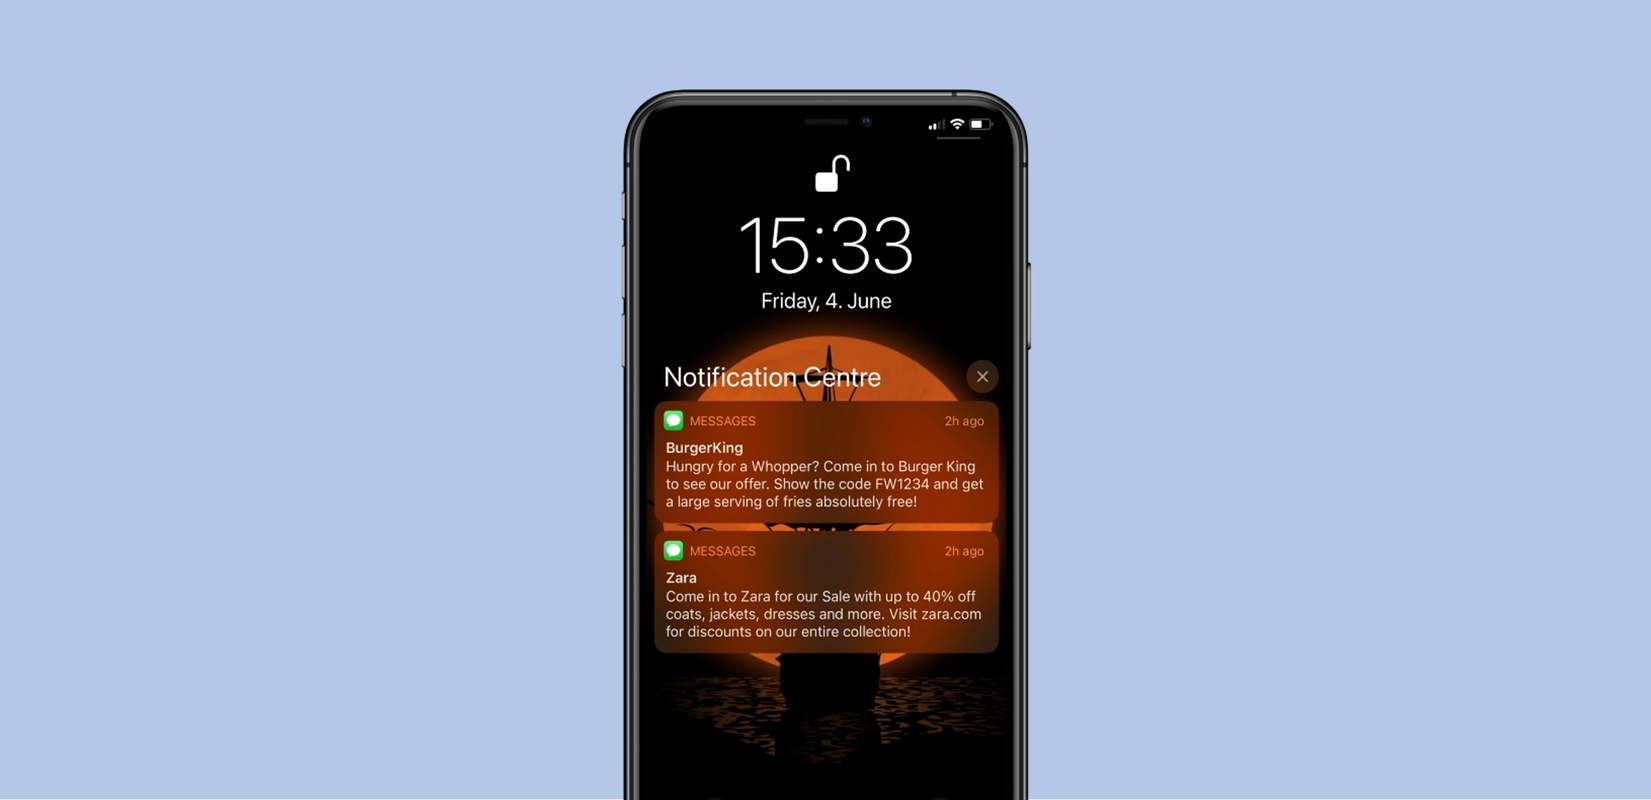 15:33
Friday, 4. June
Notification Centre
MESSAGES 2h ago
BurgerKing
Hungry for a Whopper? Come in to Burger King
to see our offer. Show the code FW1234 and get
a large serving of fries absolutely free!
MESSAGES 2h ago
Zara
Come in to Zara for our Sale with up to 40% off
coats, jackets, dresses and more. Visit zara.com
for discounts on our entire collection!